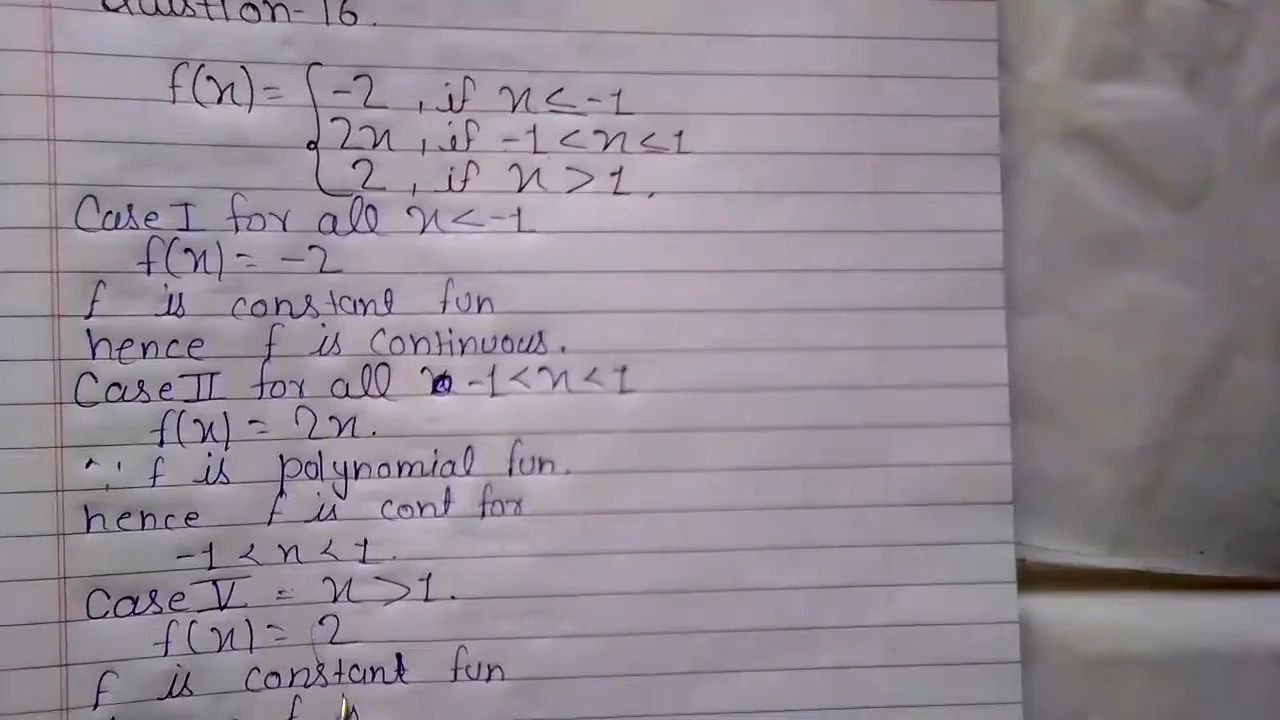 Question-16.
f(x) = { -2, if x ≤ -1
2x, if -1 < x < 1
2, if x > 1.
Case I for all x < -1
f(x) = -2
f is constant fun
hence f is continuous.
Case II for all -1 < x < 1
f(x) = 2x.
∵ f is polynomial fun.
hence f is cont for
-1 < x < 1.
Case V = x > 1.
f(x) = 2
f is constant fun